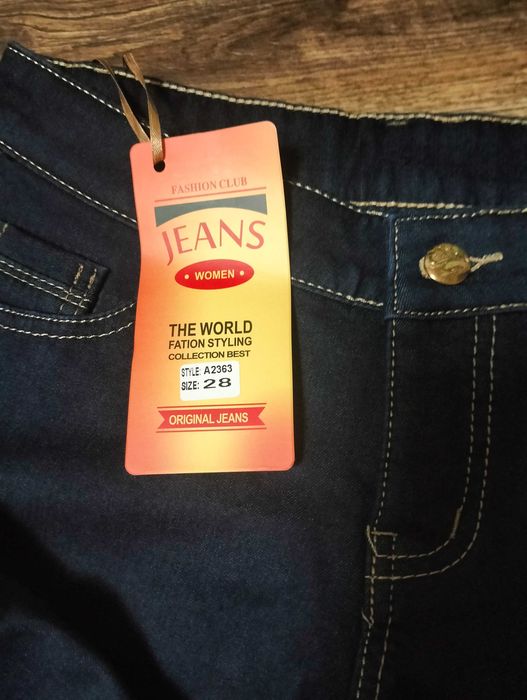 FASHION CLUB
JEANS
• WOMEN •
THE WORLD
FATION STYLING
COLLECTION BEST
STYLE: A2363
SIZE: 28
ORIGINAL JEANS